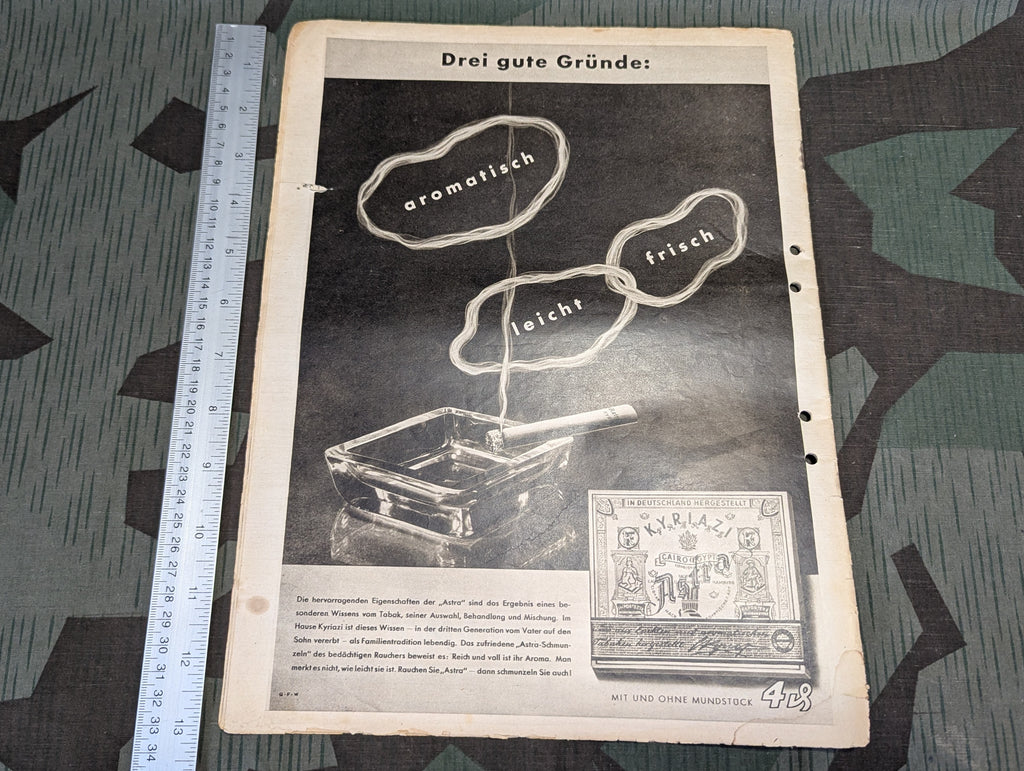 Drei gute Gründe:
aromatisch
frisch
leicht
IN DEUTSCHLAND HERGESTELLT
KYRIAZI
CAIRO-EGYPTE
Astra
Die hervorragenden Eigenschaften der „Astra" sind das Ergebnis eines be-
sonderen Wissens vom Tabak, seiner Auswahl, Behandlung und Mischung. Im
Hause Kyriazi ist dieses Wissen – in der dritten Generation vom Vater auf den
Sohn vererbt – als Familientradition lebendig. Das zufriedene „Astra-Schmun-
zeln" des bedächtigen Rauchers beweist es: Reich und voll ist ihr Aroma. Man
merkt es nicht, wie leicht sie ist. Rauchen Sie „Astra" – dann schmunzeln Sie auch!
MIT UND OHNE MUNDSTÜCK 4